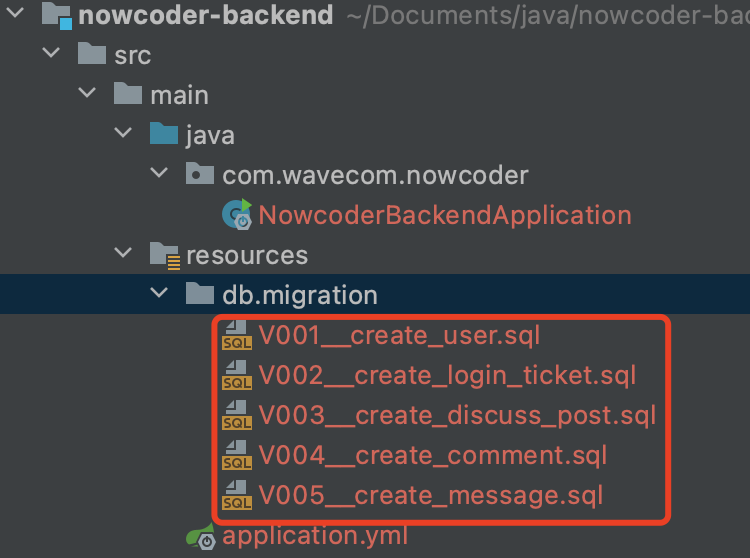 nowcoder-backend ~/Documents/java/nowcoder-bac
src
main
java
com.wavecom.nowcoder
NowcoderBackendApplication
resources
db.migration
SQL V001__create_user.sql
SQL V002__create_login_ticket.sql
SQL V003__create_discuss_post.sql
SQL V004__create_comment.sql
SQL V005__create_message.sql
application.yml